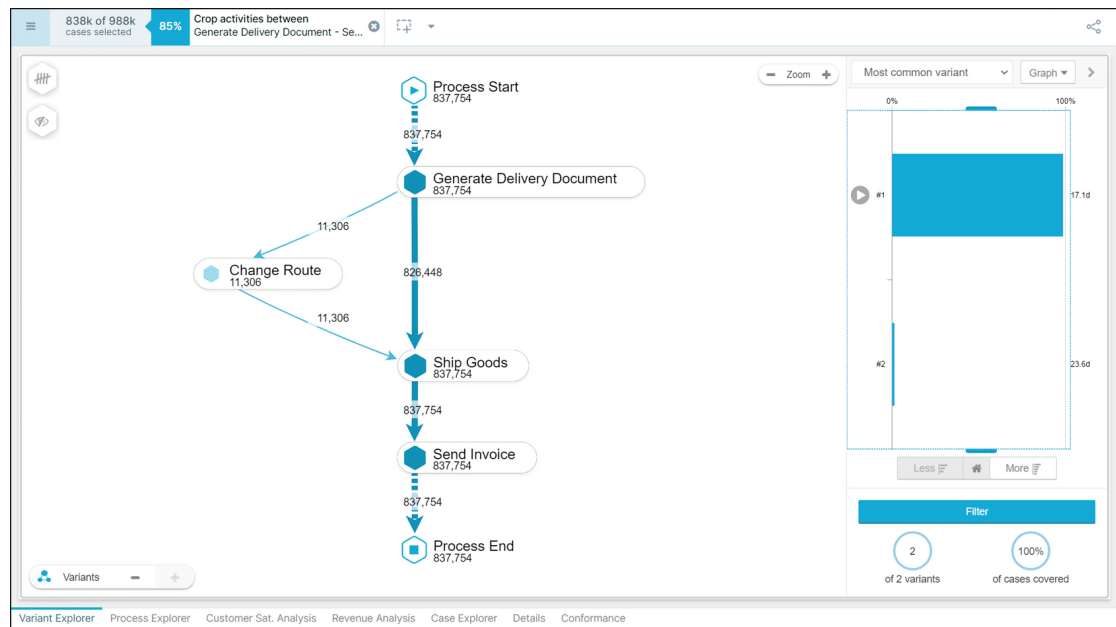 838k of 988k
cases selected
85%
Crop activities between
Generate Delivery Document - Se...
Zoom
Most common variant
Graph
Process Start
837,754
0%
100%
837,754
Generate Delivery Document
837,754
#1
17.1d
11,306
Change Route
11,306
826,448
11,306
Ship Goods
837,754
#2
23.6d
837,754
Send Invoice
837,754
Less
More
837,754
Filter
Process End
837,754
2
100%
of 2 variants
of cases covered
Variants
Variant Explorer
Process Explorer
Customer Sat. Analysis
Revenue Analysis
Case Explorer
Details
Conformance